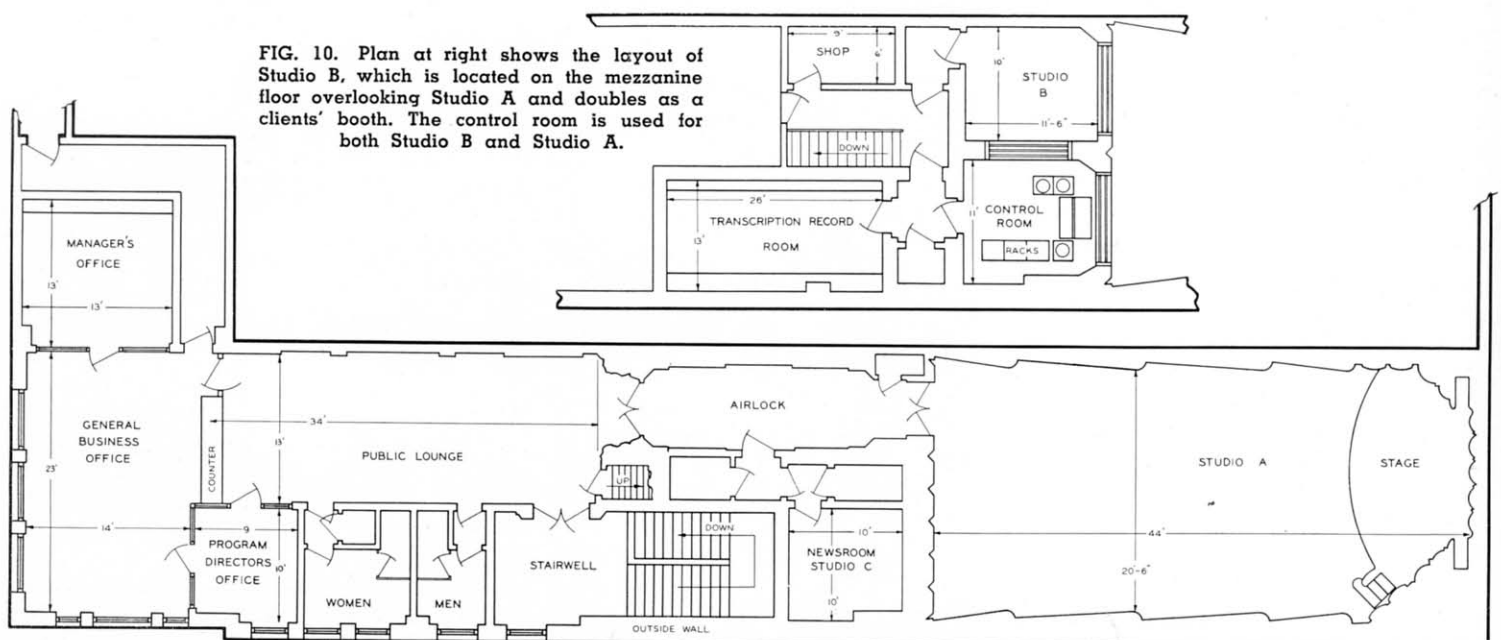 FIG. 10. Plan at right shows the layout of
Studio B, which is located on the mezzanine
floor overlooking Studio A and doubles as a
clients' booth. The control room is used for
both Studio B and Studio A.
9'
SHOP
6'
10'
STUDIO
B
11'-6"
DOWN
26'
TRANSCRIPTION RECORD
ROOM
13'
11'
CONTROL
ROOM
RACKS
MANAGER'S
OFFICE
13'
13'
GENERAL
BUSINESS
OFFICE
23'
14'
COUNTER
34'
13'
PUBLIC LOUNGE
AIRLOCK
UP
STUDIO A
STAGE
44'
20'-6"
9
PROGRAM
DIRECTORS
OFFICE
10'
WOMEN
MEN
STAIRWELL
DOWN
10'
NEWSROOM
STUDIO C
10'
OUTSIDE WALL